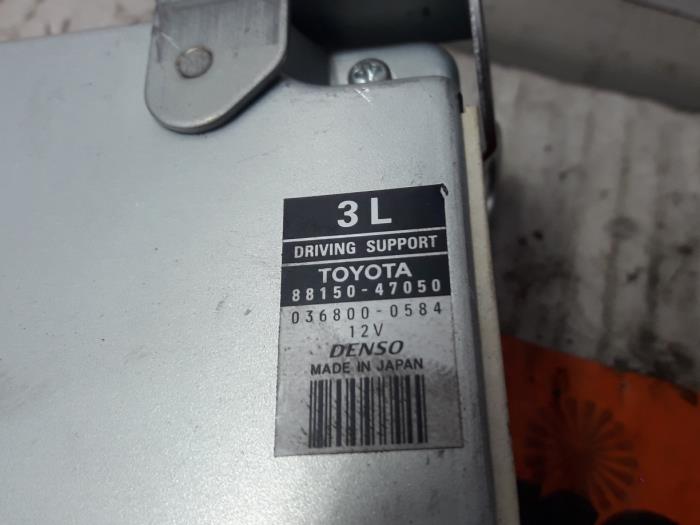 3 L
DRIVING SUPPORT
TOYOTA
88150-47050
036800-0584
12V
DENSO
MADE IN JAPAN